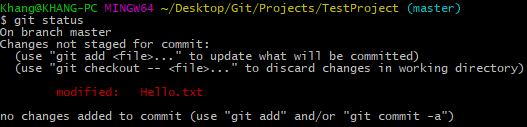 Khang@KHANG-PC MINGW64 ~/Desktop/Git/Projects/TestProject (master)
$ git status
On branch master
Changes not staged for commit:
  (use "git add <file>..." to update what will be committed)
  (use "git checkout -- <file>..." to discard changes in working directory)

        modified:   Hello.txt

no changes added to commit (use "git add" and/or "git commit -a")